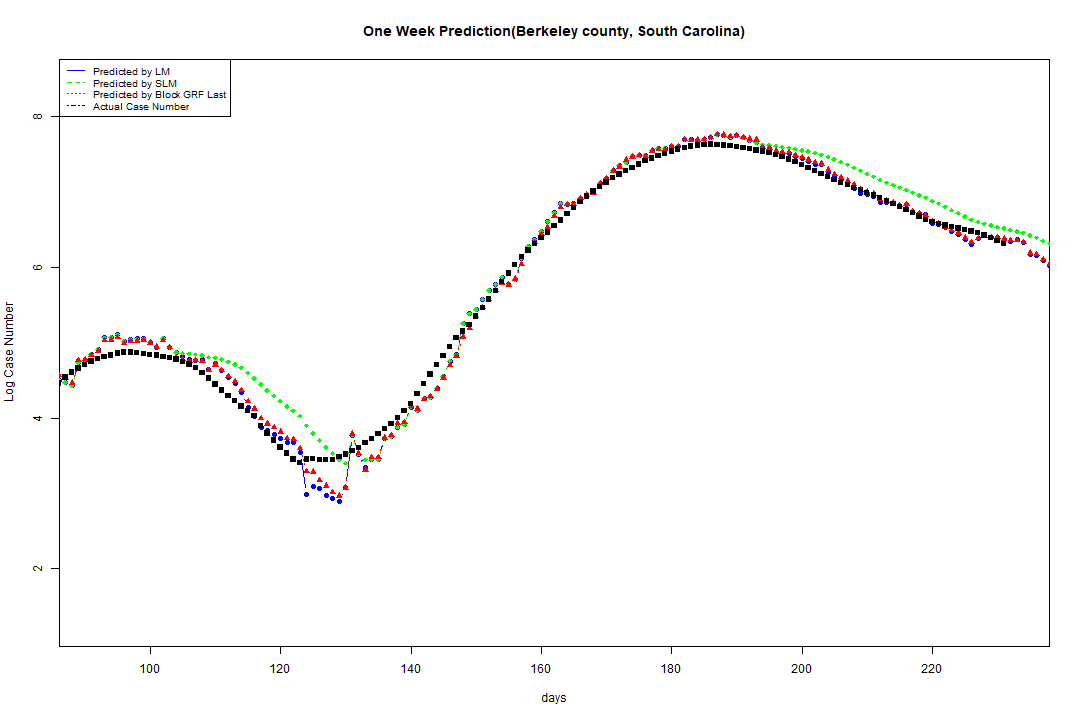 One Week Prediction(Berkeley county, South Carolina)
Predicted by LM
Predicted by SLM
Predicted by Block GRF Last
Actual Case Number
8
6
4
2
Log Case Number
100 120 140 160 180 200 220
days